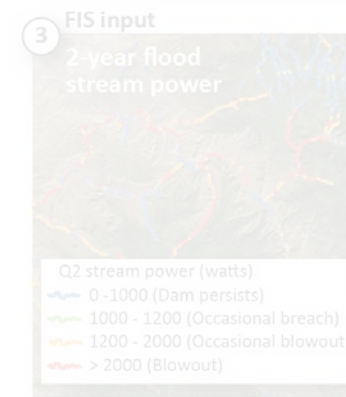 FIS input
3
2-year flood
stream power
Q2 stream power (watts)
0 -1000 (Dam persists)
1000 - 1200 (Occasional breach)
1200 - 2000 (Occasional blowout
> 2000 (Blowout)